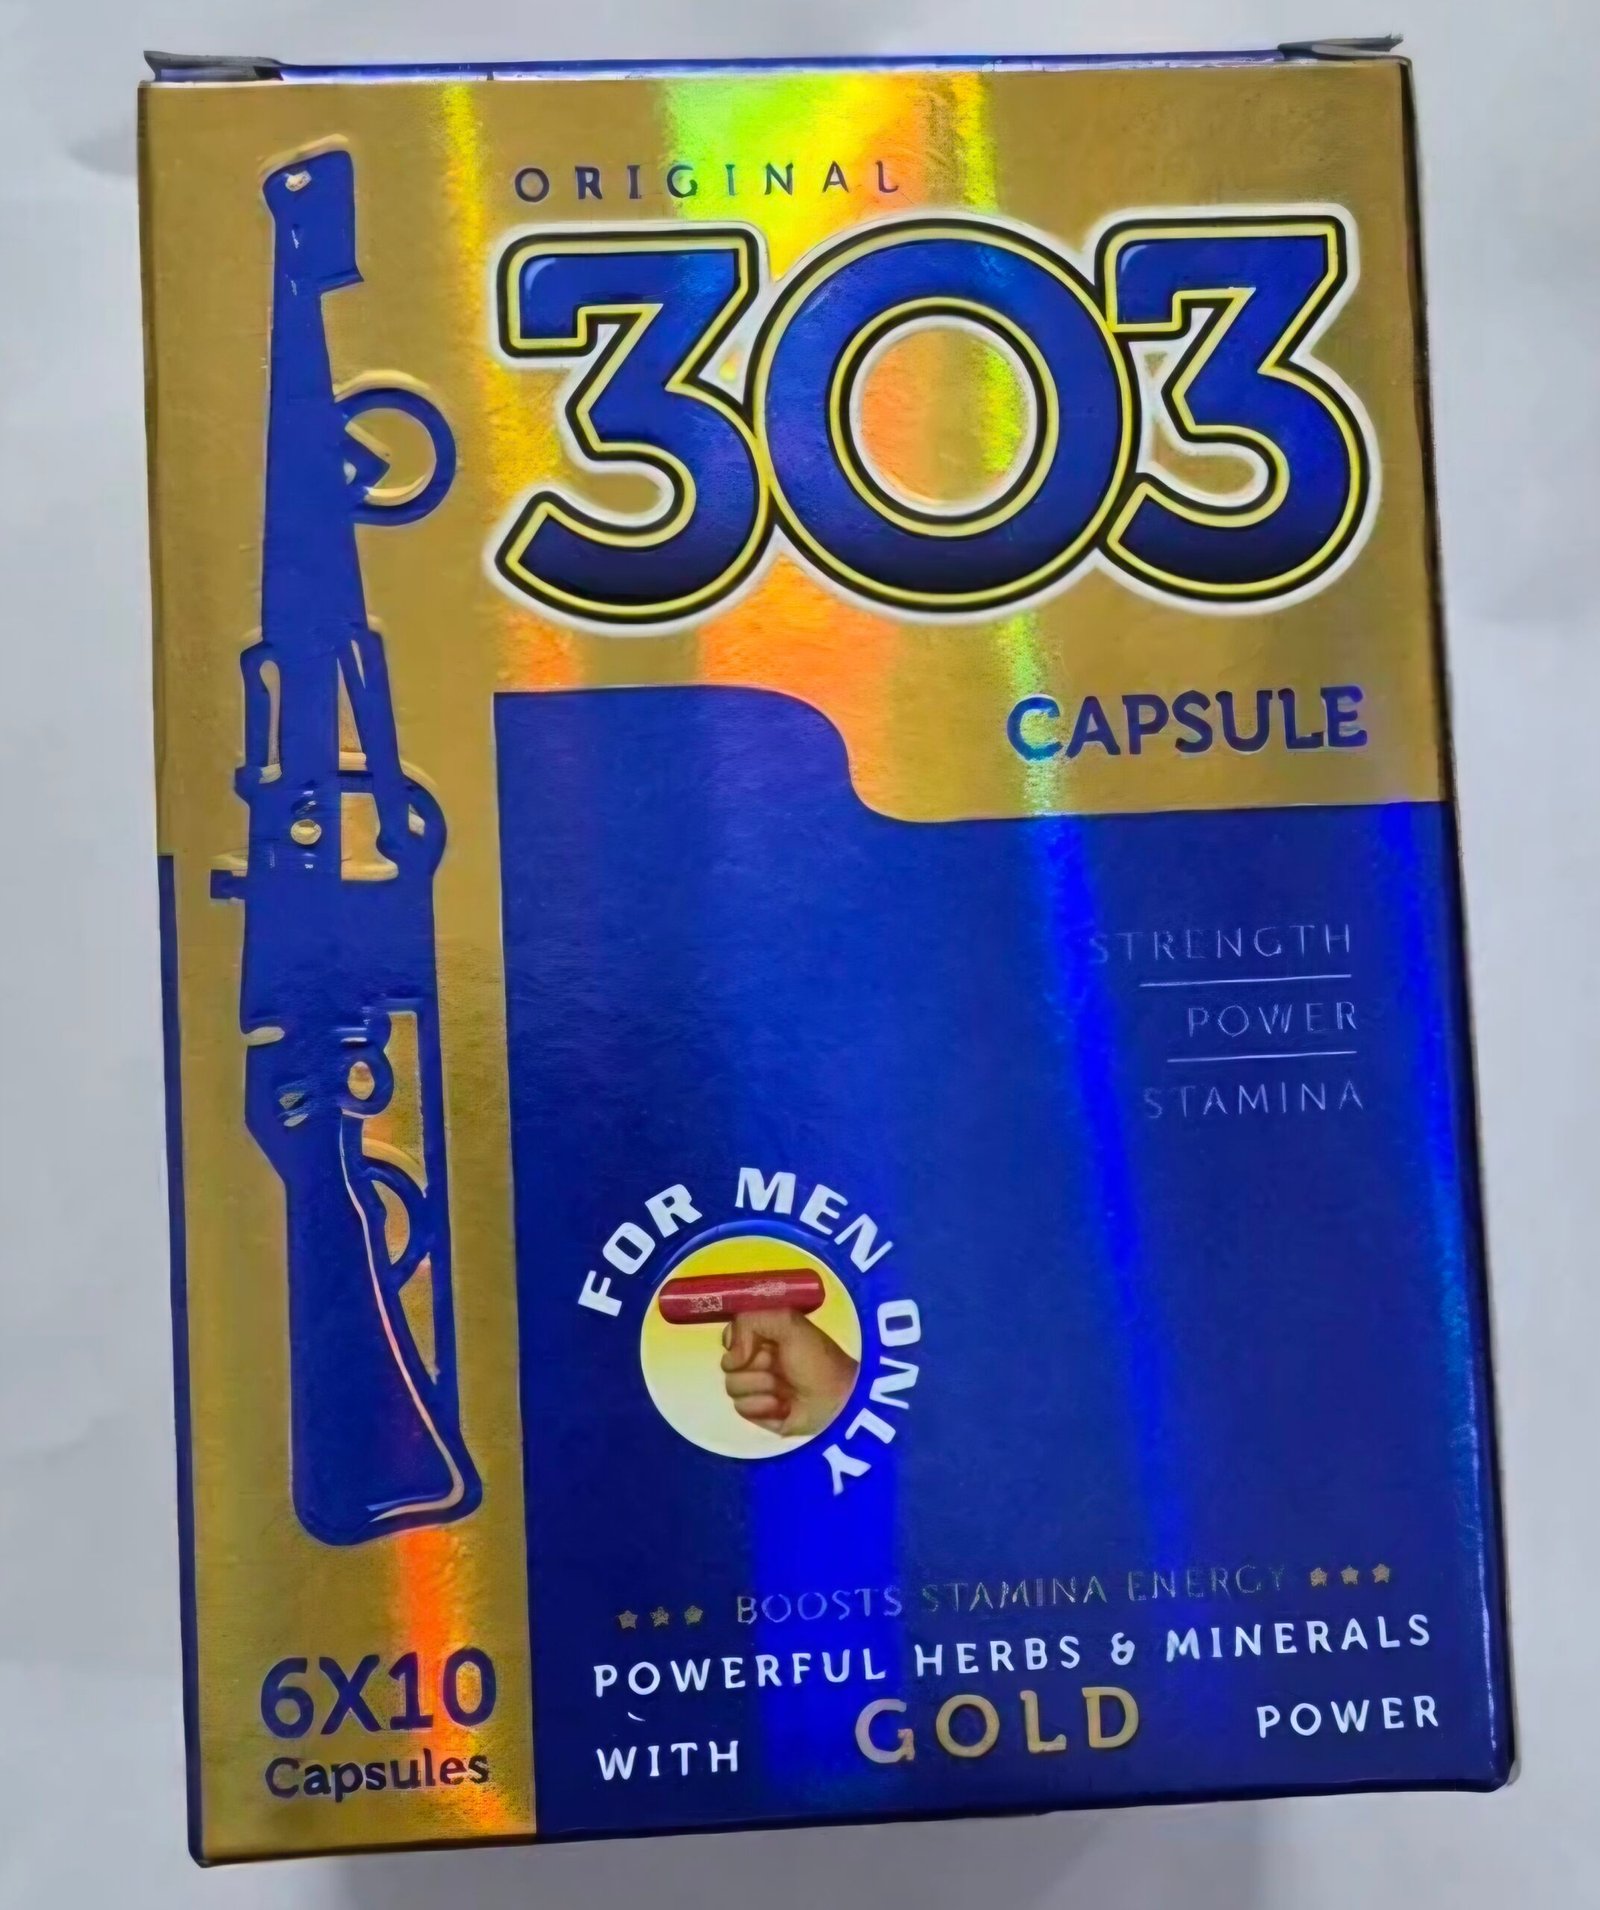 ORIGINAL
303
CAPSULE
STRENGTH
POWER
STAMINA
FOR MEN ONLY
BOOSTS STAMINA ENERGY
POWERFUL HERBS & MINERALS
WITH GOLD POWER
6X10
Capsules